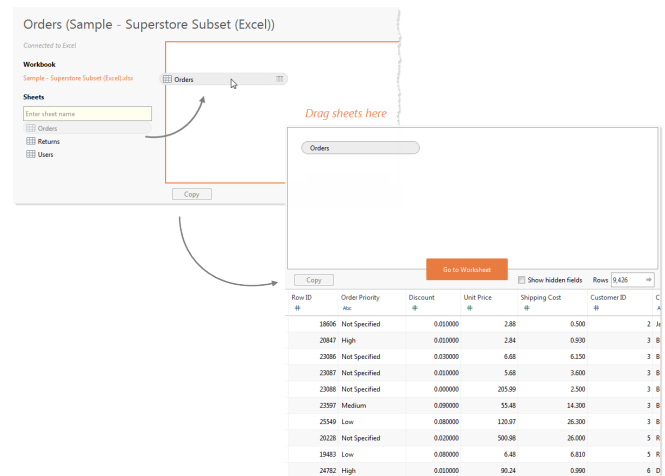 Orders (Sample - Superstore Subset (Excel))
Connected to Excel
Workbook
Sample - Superstore Subset (Excel).xlsx
Sheets
Enter sheet name
Orders
Returns
Users
Orders
Copy
Drag sheets here
Orders
Go to Worksheet
Copy
Show hidden fields Rows 9,426
Row ID Order Priority Discount Unit Price Shipping Cost Customer ID C
# Abc # # # # A
18606 Not Specified 0.010000 2.88 0.500 2 Ja
20847 High 0.010000 2.84 0.930 3 B
23086 Not Specified 0.030000 6.68 6.150 3 B
23087 Not Specified 0.010000 5.68 3.600 3 B
23088 Not Specified 0.000000 205.99 2.500 3 B
23597 Medium 0.090000 55.48 14.300 3 B
25549 Low 0.080000 120.97 26.300 3 B
20228 Not Specified 0.020000 500.98 26.000 5 R
19483 Low 0.080000 6.48 6.810 5 R
24782 High 0.010000 90.24 0.990 6 D